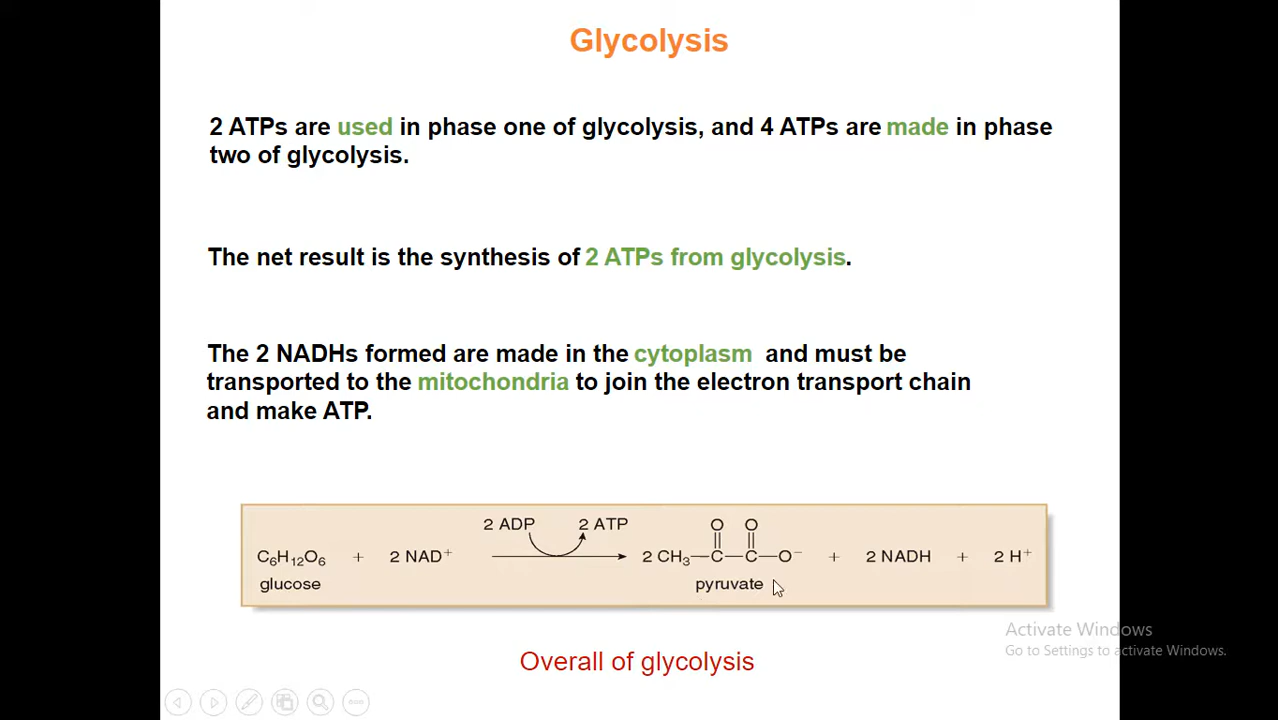 Glycolysis
2 ATPs are used in phase one of glycolysis, and 4 ATPs are made in phase
two of glycolysis.
The net result is the synthesis of 2 ATPs from glycolysis.
The 2 NADHs formed are made in the cytoplasm and must be
transported to the mitochondria to join the electron transport chain
and make ATP.
2 ADP 2 ATP O O
C₆H₁₂O₆ + 2 NAD⁺ 2 CH₃—C—C—O⁻ + 2 NADH + 2 H⁺
glucose pyruvate
Overall of glycolysis
Activate Windows
Go to Settings to activate Windows.